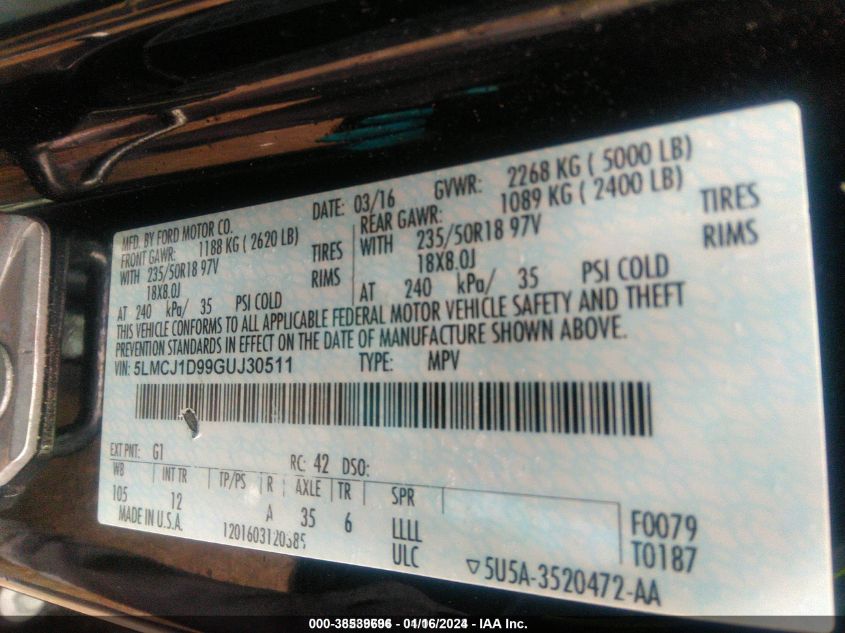 MFD. BY FORD MOTOR CO.
DATE: 03/16
GVWR: 2268 KG ( 5000 LB)
FRONT GAWR: 1188 KG ( 2620 LB)
REAR GAWR: 1089 KG ( 2400 LB)
WITH 235/50R18 97V TIRES
WITH 235/50R18 97V TIRES
18X8.0J RIMS
18X8.0J RIMS
AT 240 kPa/ 35 PSI COLD
AT 240 kPa/ 35 PSI COLD
THIS VEHICLE CONFORMS TO ALL APPLICABLE FEDERAL MOTOR VEHICLE SAFETY AND THEFT
PREVENTION STANDARDS IN EFFECT ON THE DATE OF MANUFACTURE SHOWN ABOVE.
VIN: 5LMCJ1D99GUJ30511 TYPE: MPV
EXT PNT: G1 RC: 42 DSO:
WB INT TR TP/PS R AXLE TR SPR
105 12 A 35 6 LLLL F0079
MADE IN U.S.A. ULC T0187
▽5U5A-3520472-AA
000-38539696 - 01/16/2024 - IAA Inc.